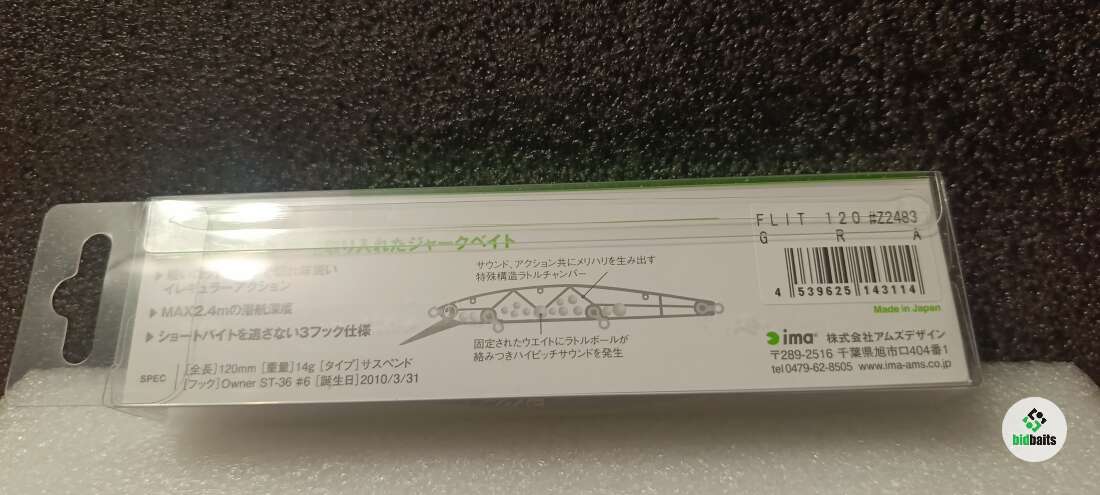 り入れたジャークベイト
イレギュラーアクション
▶ MAX2.4mの潜航深度
▶ ショートバイトを逃さない3フック仕様
SPEC
[全長]120mm [重量]14g [タイプ]サスペンド
[フック]Owner ST-36 #6 [誕生日]2010/3/31
サウンド、アクション共にメリハリを生み出す
特殊構造ラトルチャンバー
固定されたウエイトにラトルボールが
絡みつきハイピッチサウンドを発生
FLIT 120 #Z2483
G R A
4 539625 143114
Made in Japan
ima® 株式会社アムズデザイン
〒289-2516 千葉県旭市ロ404番1
tel0479-62-8505 www.ima-ams.co.jp
bidbaits